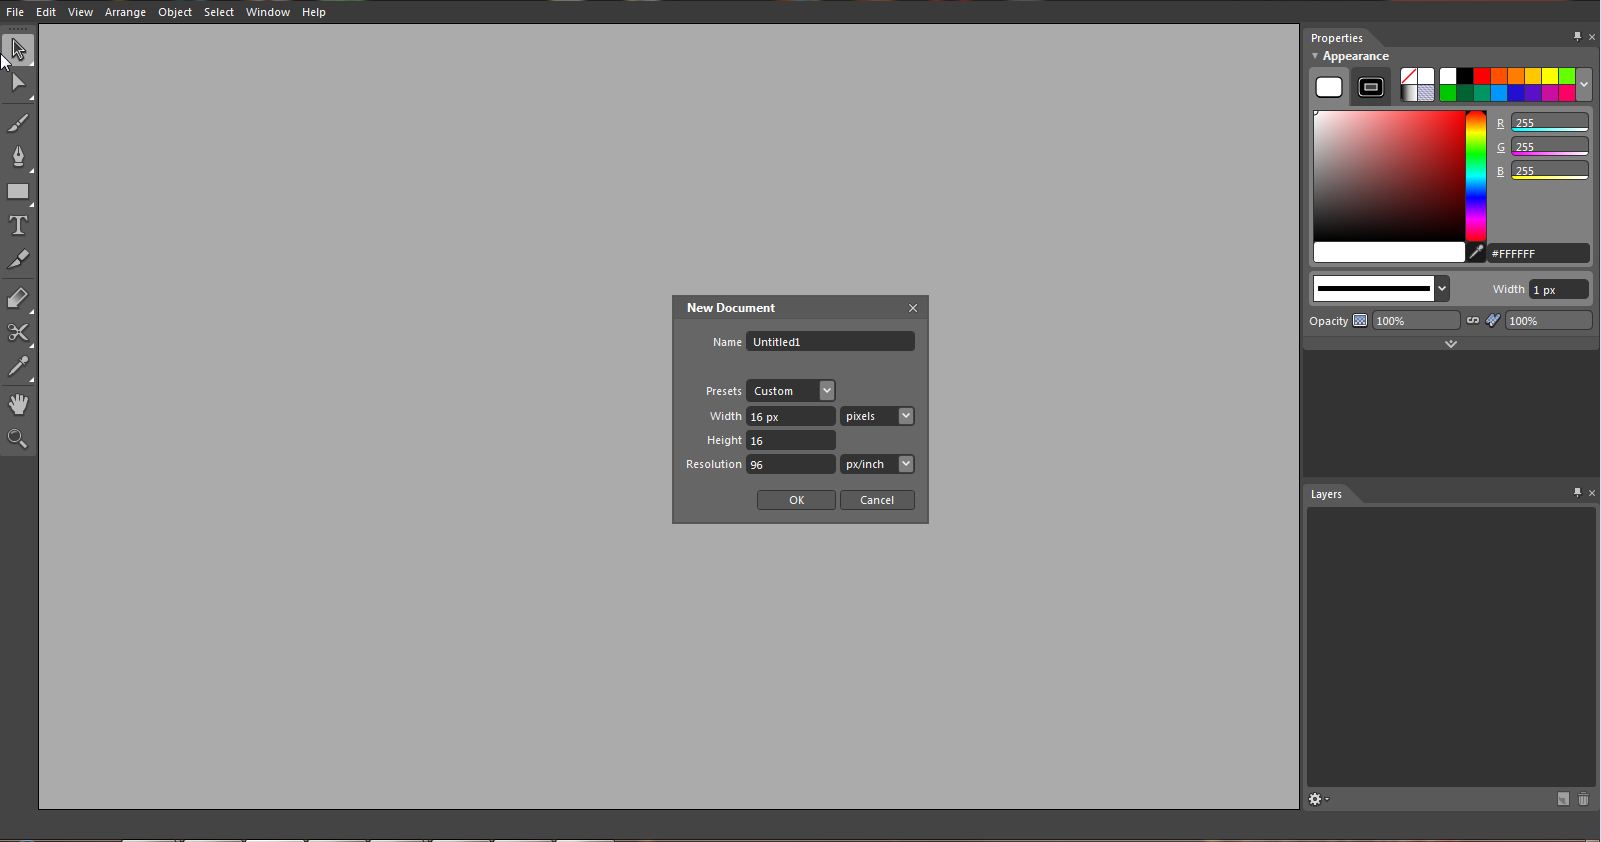 File Edit View Arrange Object Select Window Help
Properties
Appearance
R 255
G 255
B 255
#FFFFFF
Width 1 px
Opacity 100% 100%
New Document
Name Untitled1
Presets Custom
Width 16 px pixels
Height 16
Resolution 96 px/inch
OK Cancel
Layers
T